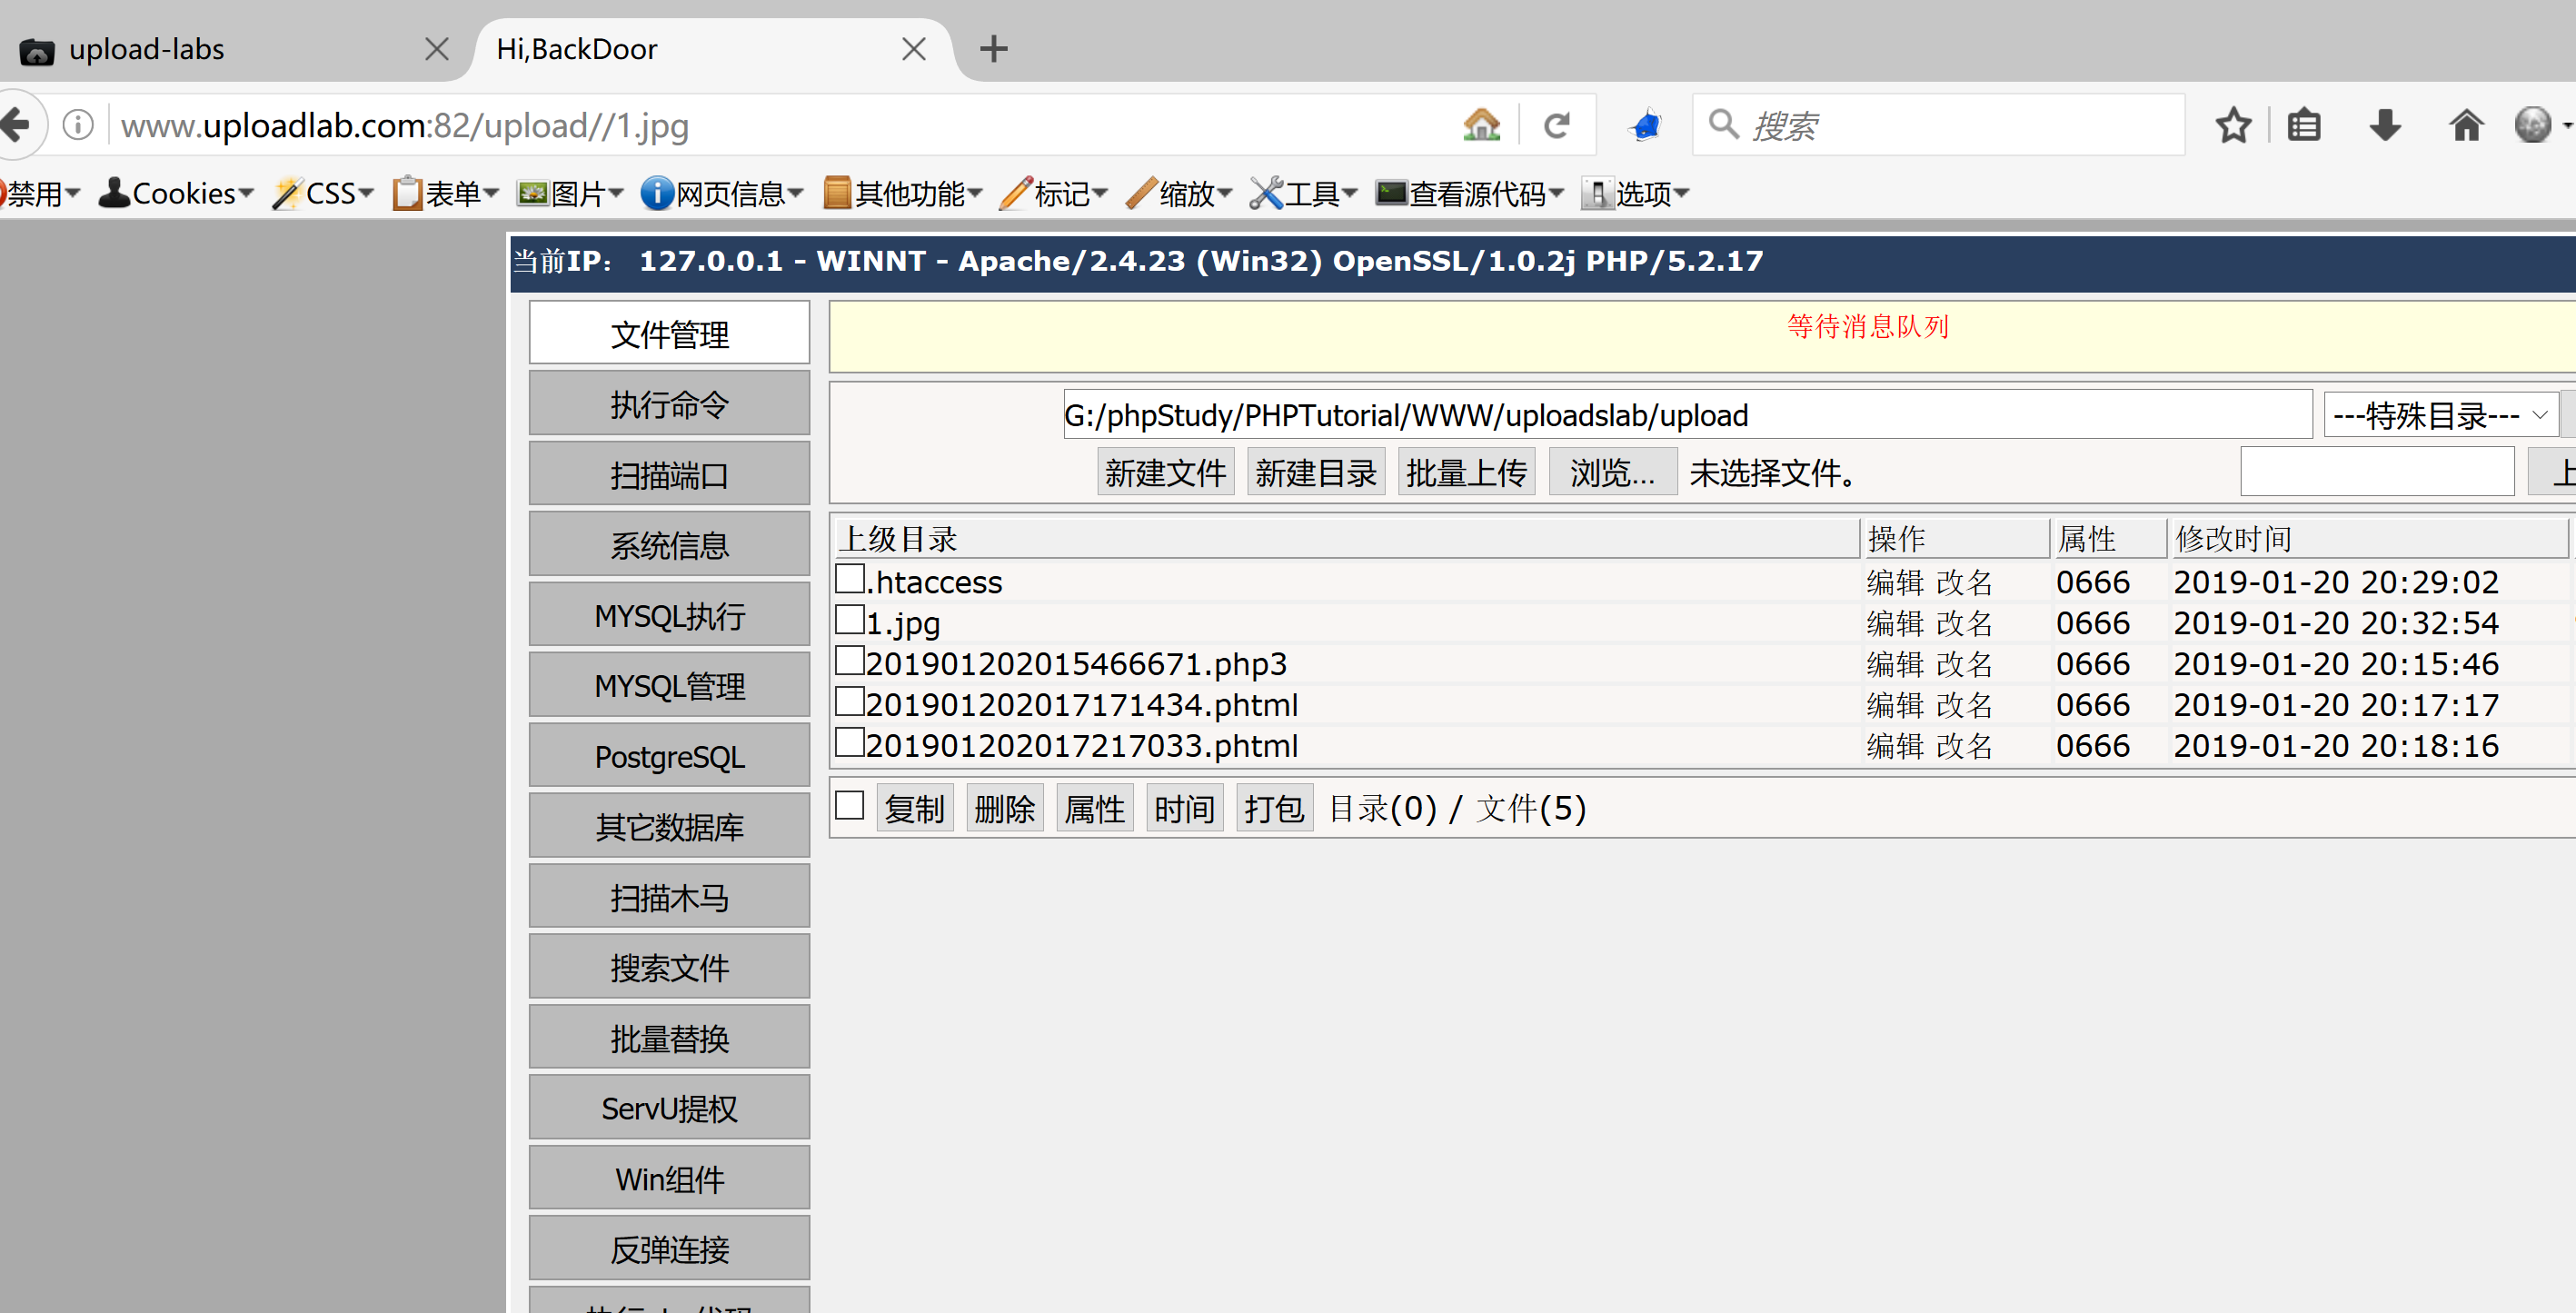 upload-labs
Hi,BackDoor
www.uploadlab.com:82/upload//1.jpg
搜索
禁用 Cookies CSS 表单 图片 网页信息 其他功能 标记 缩放 工具 查看源代码 选项
当前IP： 127.0.0.1 - WINNT - Apache/2.4.23 (Win32) OpenSSL/1.0.2j PHP/5.2.17
文件管理
执行命令
扫描端口
系统信息
MYSQL执行
MYSQL管理
PostgreSQL
其它数据库
扫描木马
搜索文件
批量替换
ServU提权
Win组件
反弹连接
等待消息队列
G:/phpStudy/PHPTutorial/WWW/uploadslab/upload ---特殊目录---
新建文件 新建目录 批量上传 浏览... 未选择文件。 上
上级目录 操作 属性 修改时间
.htaccess 编辑 改名 0666 2019-01-20 20:29:02
1.jpg 编辑 改名 0666 2019-01-20 20:32:54
201901202015466671.php3 编辑 改名 0666 2019-01-20 20:15:46
201901202017171434.phtml 编辑 改名 0666 2019-01-20 20:17:17
201901202017217033.phtml 编辑 改名 0666 2019-01-20 20:18:16
复制 删除 属性 时间 打包 目录(0) / 文件(5)